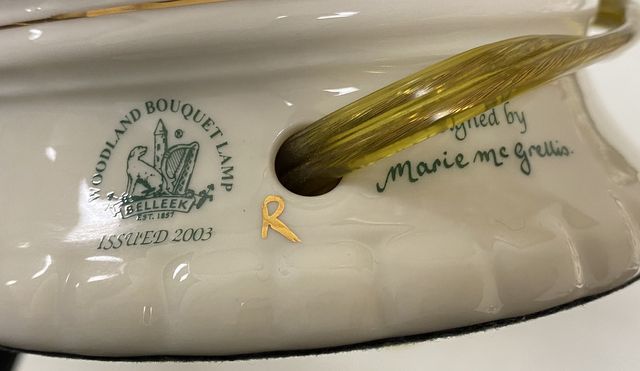 WOODLAND BOUQUET LAMP
®
BELLEEK
EST. 1857
ISSUED 2003
R
by
Marie Mc Grellis.